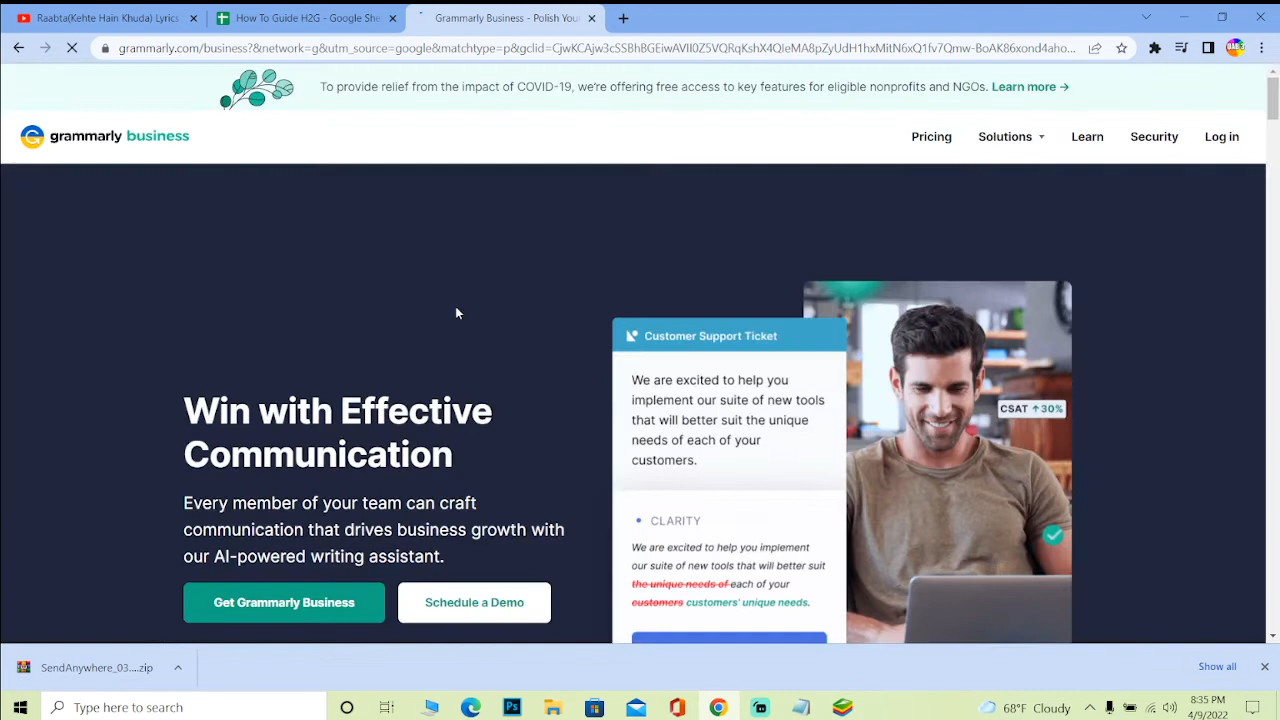 Raabta(Kehte Hain Khuda) Lyrics
How To Guide H2G - Google She
Grammarly Business - Polish Your
grammarly.com/business?&network=g&utm_source=google&matchtype=p&gclid=CjwKCAjw3cSSBhBGEiwAVII0Z5VQRqKshX4QleMA8pZyUdH1hxMitN6xQ1fv7Qmw-BoAK86xond4aho...
To provide relief from the impact of COVID-19, we're offering free access to key features for eligible nonprofits and NGOs. Learn more →
grammarly business
Pricing
Solutions
Learn
Security
Log in
Win with Effective
Communication
Every member of your team can craft
communication that drives business growth with
our AI-powered writing assistant.
Get Grammarly Business
Schedule a Demo
Customer Support Ticket
We are excited to help you
implement our suite of new tools
that will better suit the unique
needs of each of your
customers.
CSAT ↑30%
• CLARITY
We are excited to help you implement
our suite of new tools that will better suit
the unique needs of each of your
customers customers' unique needs.
SendAnywhere_03....zip
Show all
Type here to search
Ps
68°F Cloudy
8:35 PM
4/9/2022